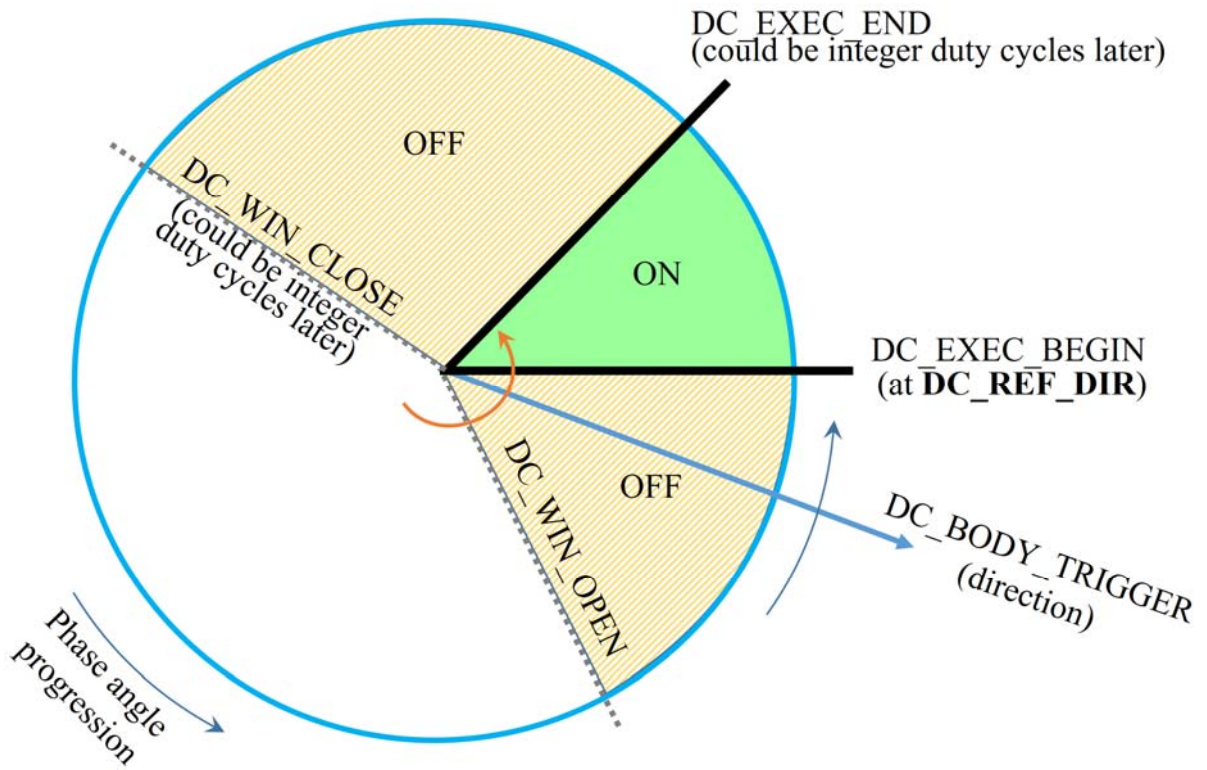 DC_EXEC_END
(could be integer duty cycles later)
OFF
DC_WIN_CLOSE
(could be integer
duty cycles later)
ON
DC_EXEC_BEGIN
(at DC_REF_DIR)
DC_WIN_OPEN
OFF
DC_BODY_TRIGGER
(direction)
Phase angle
progression